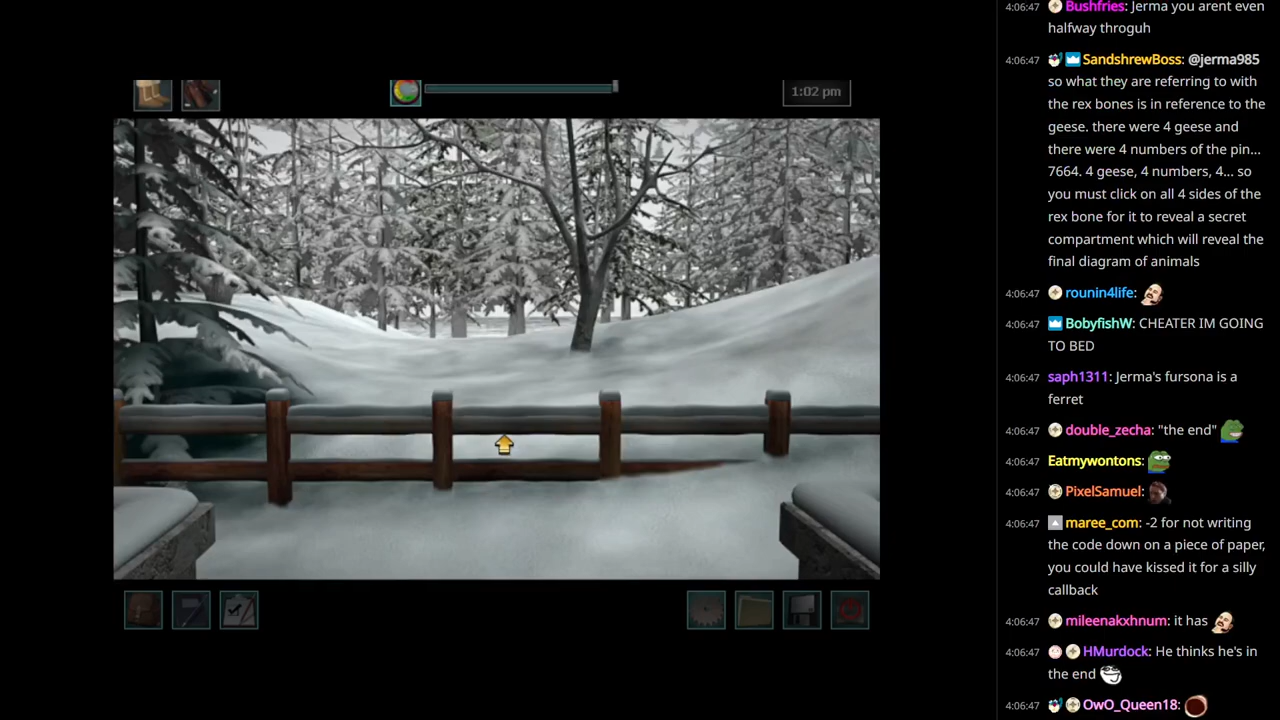 1:02 pm
4:06:47 Bushfries: Jerma you arent even
halfway throguh
4:06:47 SandshrewBoss: @jerma985
so what they are referring to with
the rex bones is in reference to the
geese. there were 4 geese and
there were 4 numbers of the pin...
7664. 4 geese, 4 numbers, 4... so
you must click on all 4 sides of the
rex bone for it to reveal a secret
compartment which will reveal the
final diagram of animals
4:06:47 rounin4life:
4:06:47 BobyfishW: CHEATER IM GOING
TO BED
4:06:47 saph1311: Jerma's fursona is a
ferret
4:06:47 double_zecha: "the end"
4:06:47 Eatmywontons:
4:06:47 PixelSamuel:
4:06:47 maree_com: -2 for not writing
the code down on a piece of paper,
you could have kissed it for a silly
callback
4:06:47 mileenakxhnum: it has
4:06:47 HMurdock: He thinks he's in
the end
4:06:47 OwO_Queen18: